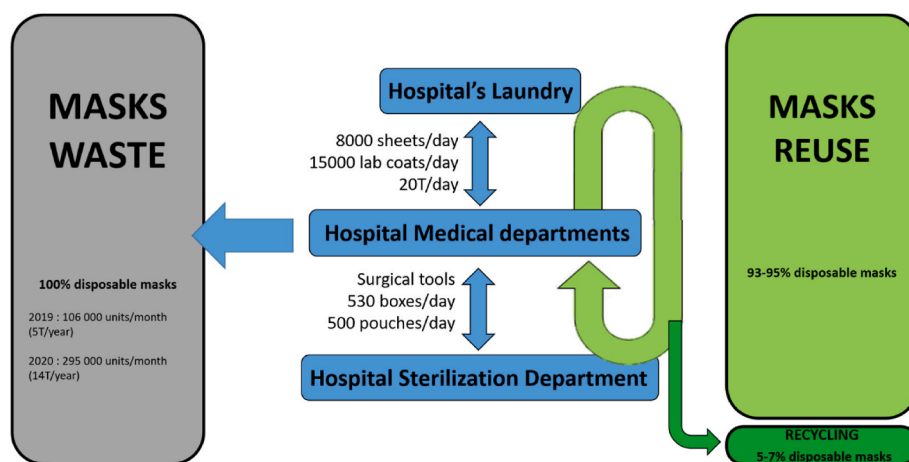 MASKS
WASTE
100% disposable masks
2019 : 106 000 units/month
(5T/year)
2020 : 295 000 units/month
(14T/year)
Hospital's Laundry
8000 sheets/day
15000 lab coats/day
20T/day
Hospital Medical departments
Surgical tools
530 boxes/day
500 pouches/day
Hospital Sterilization Department
MASKS
REUSE
93-95% disposable masks
RECYCLING
5-7% disposable masks